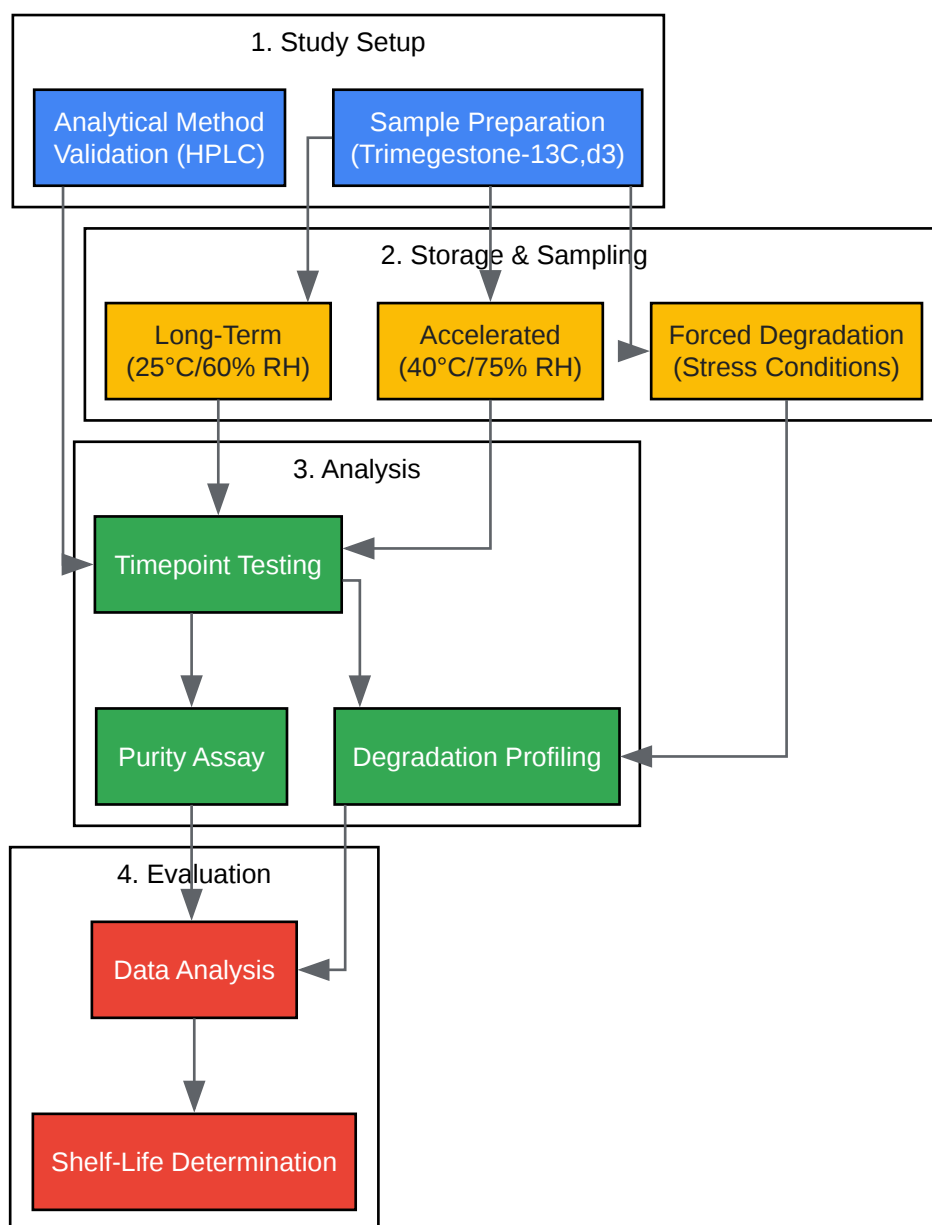 1. Study Setup
Analytical Method
Validation (HPLC)
Sample Preparation
(Trimegestone-13C,d3)
2. Storage & Sampling
Long-Term
(25°C/60% RH)
Accelerated
(40°C/75% RH)
Forced Degradation
(Stress Conditions)
3. Analysis
Timepoint Testing
Purity Assay
Degradation Profiling
4. Evaluation
Data Analysis
Shelf-Life Determination